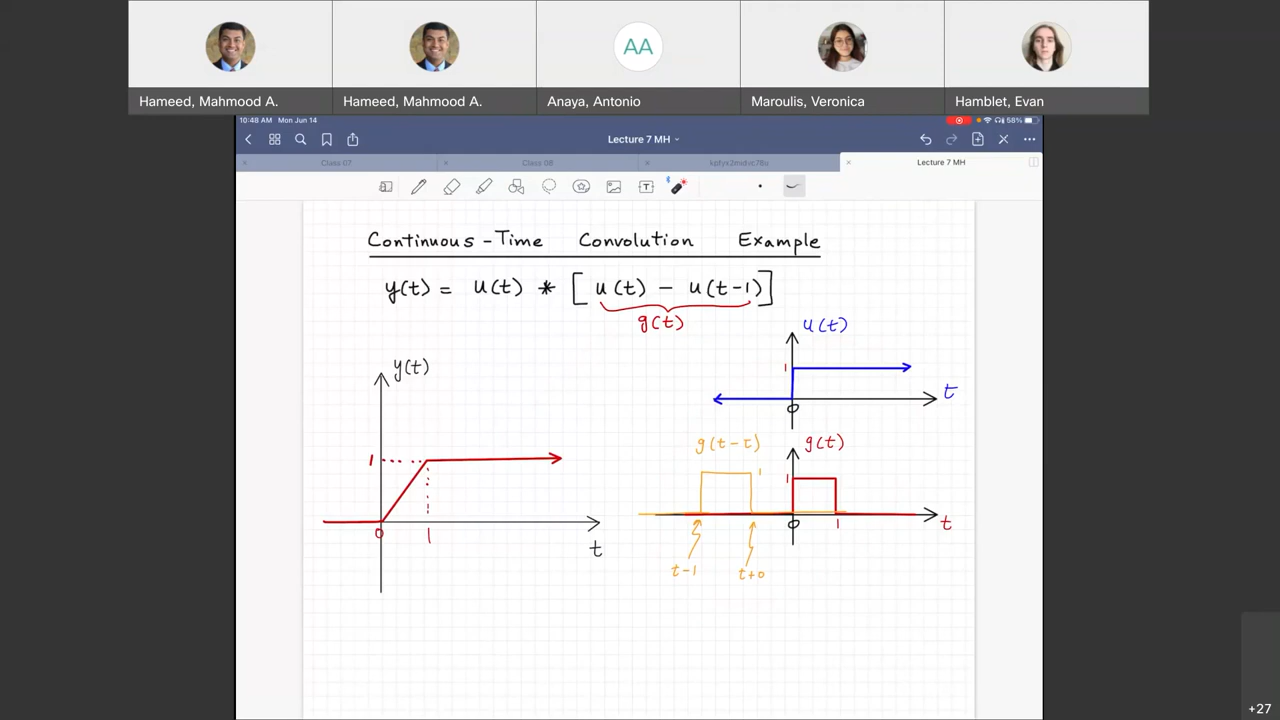 AA
Hameed, Mahmood A.
Hameed, Mahmood A.
Anaya, Antonio
Maroulis, Veronica
Hamblet, Evan
10:48 AM Mon Jun 14
58%
Lecture 7 MH
Class 07
Class 08
Lecture 7 MH
Continuous-Time Convolution Example
y(t) = u(t) * [u(t) - u(t-1)]
g(t)
u(t)
1
0
t
y(t)
1
0
1
t
g(t-τ)
1
g(t)
1
0
1
t
t-1
t+0
+27